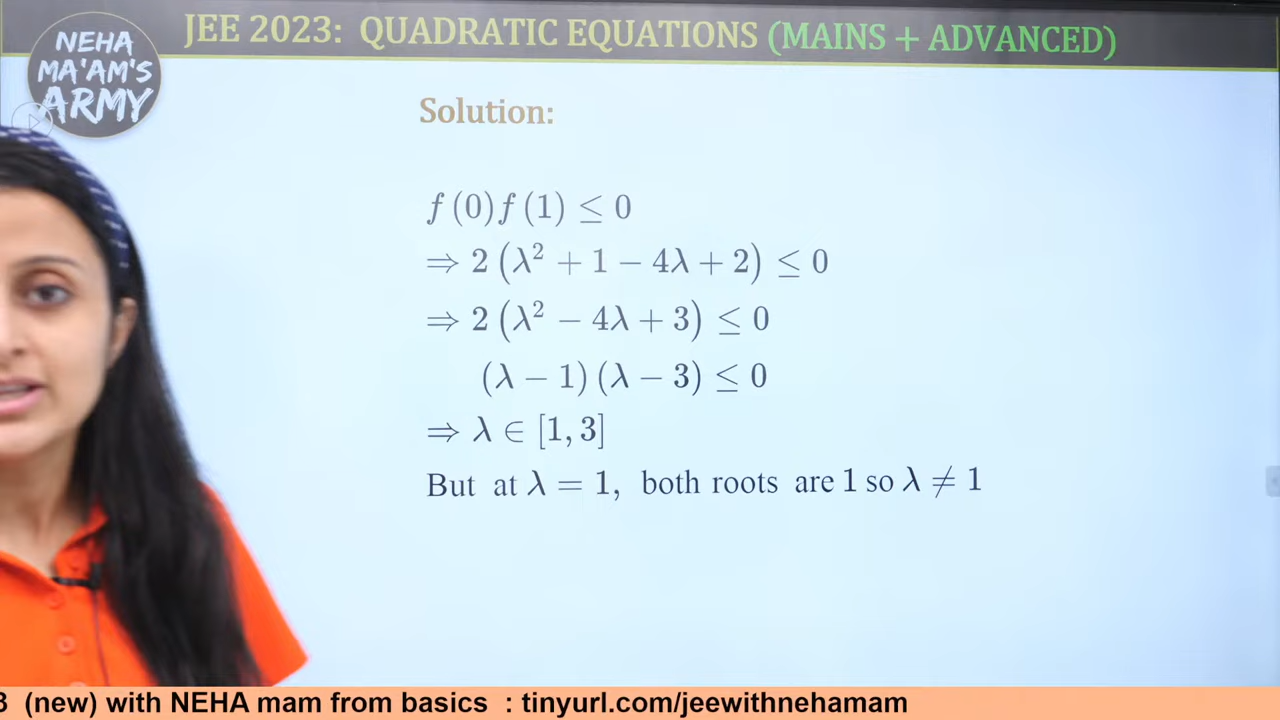 NEHA
MA'AM'S
ARMY
JEE 2023: QUADRATIC EQUATIONS (MAINS + ADVANCED)
Solution:
f (0) f (1) ≤ 0
⇒ 2 (λ² + 1 − 4λ + 2) ≤ 0
⇒ 2 (λ² − 4λ + 3) ≤ 0
(λ − 1) (λ − 3) ≤ 0
⇒ λ ∈ [1, 3]
But at λ = 1, both roots are 1 so λ ≠ 1
3 (new) with NEHA mam from basics : tinyurl.com/jeewithnehamam